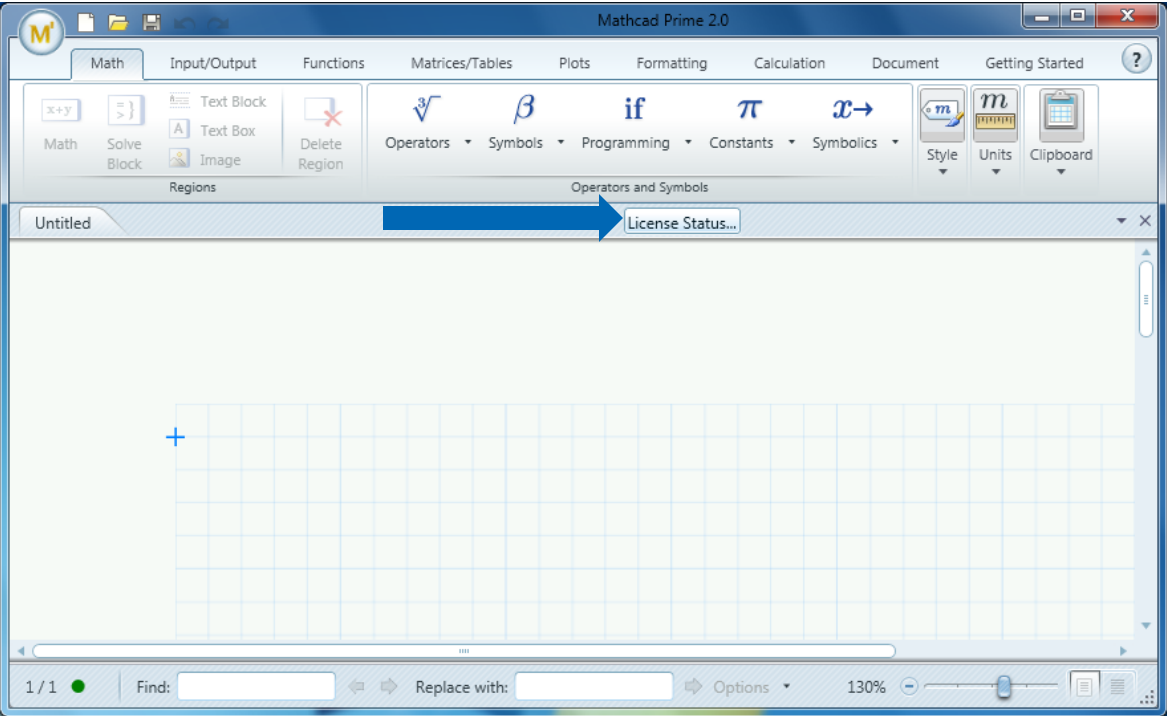 Mathcad Prime 2.0
M'
Math Input/Output Functions Matrices/Tables Plots Formatting Calculation Document Getting Started ?
x+y Text Block ∛ β if π x→ m m
Text Box
A
Math Solve Block Image Delete Region Operators Symbols Programming Constants Symbolics Style Units Clipboard
Regions Operators and Symbols
Untitled License Status...
1 / 1 Find: Replace with: Options 130%